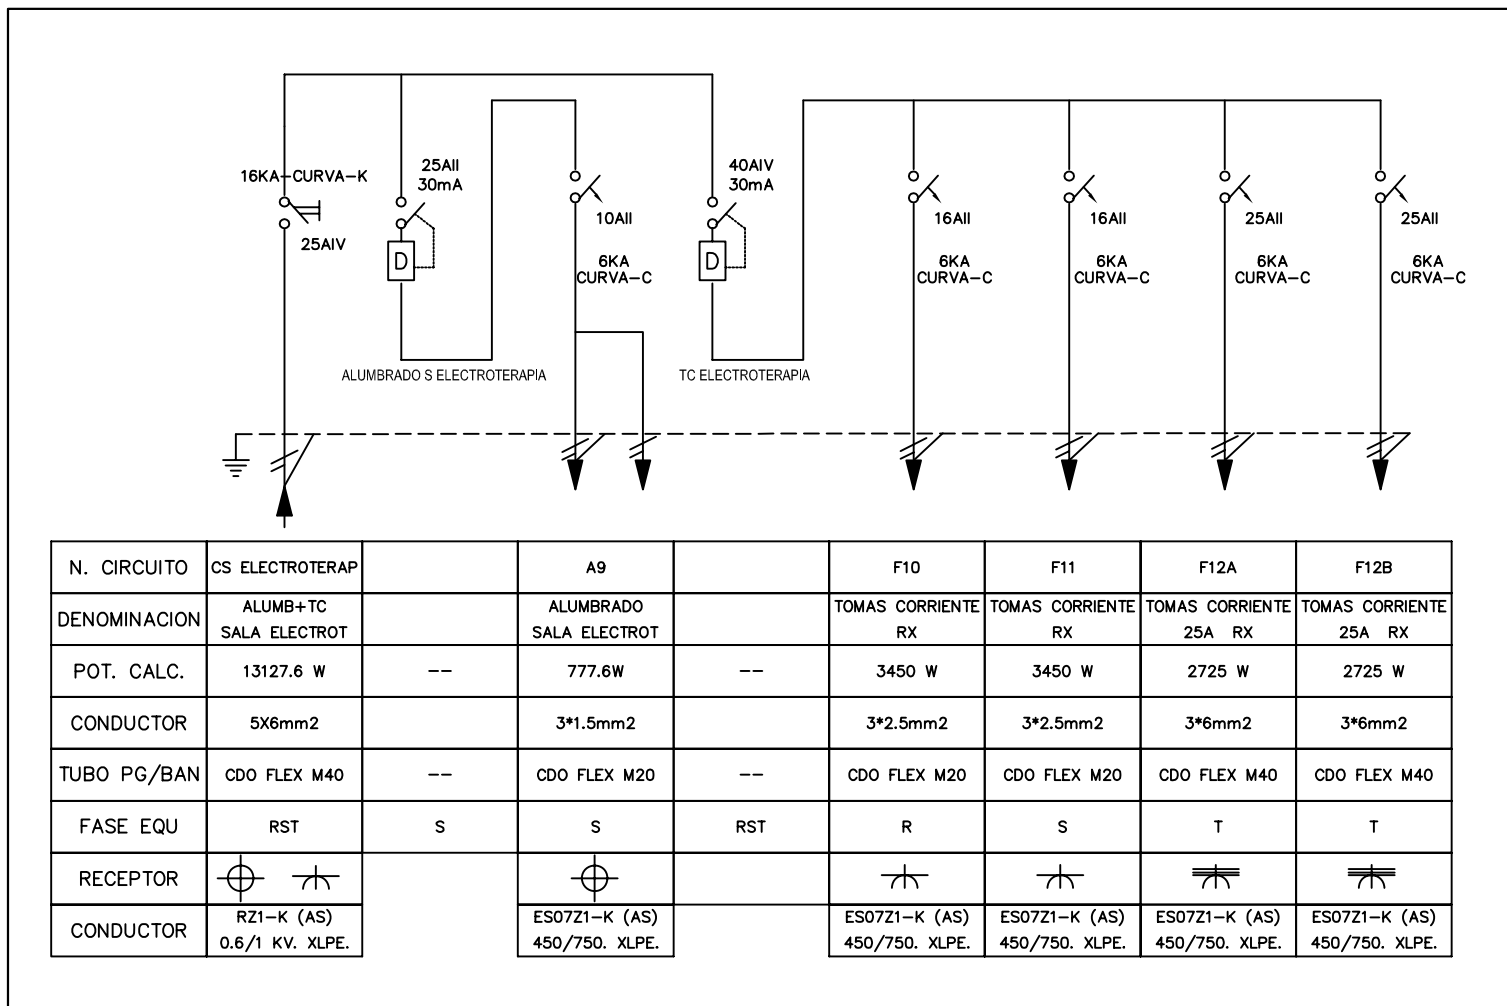 25AII
30mA
40AIV
30mA
16KA-CURVA-K
25AIV
D
10AII
6KA
CURVA-C
D
16AII
6KA
CURVA-C
16AII
6KA
CURVA-C
25AII
6KA
CURVA-C
25AII
6KA
CURVA-C
ALUMBRADO S ELECTROTERAPIA
TC ELECTROTERAPIA
N. CIRCUITO CS ELECTROTERAP A9 F10 F11 F12A F12B
DENOMINACION
ALUMB+TC
SALA ELECTROT
ALUMBRADO
SALA ELECTROT
TOMAS CORRIENTE
RX
TOMAS CORRIENTE
RX
TOMAS CORRIENTE
25A RX
TOMAS CORRIENTE
25A RX
POT. CALC. 13127.6 W -- 777.6W -- 3450 W 3450 W 2725 W 2725 W
CONDUCTOR 5X6mm2 3*1.5mm2 3*2.5mm2 3*2.5mm2 3*6mm2 3*6mm2
TUBO PG/BAN CDO FLEX M40 -- CDO FLEX M20 -- CDO FLEX M20 CDO FLEX M20 CDO FLEX M40 CDO FLEX M40
FASE EQU RST S S RST R S T T
RECEPTOR
CONDUCTOR
RZ1-K (AS)
0.6/1 KV. XLPE.
ES07Z1-K (AS)
450/750. XLPE.
ES07Z1-K (AS)
450/750. XLPE.
ES07Z1-K (AS)
450/750. XLPE.
ES07Z1-K (AS)
450/750. XLPE.
ES07Z1-K (AS)
450/750. XLPE.